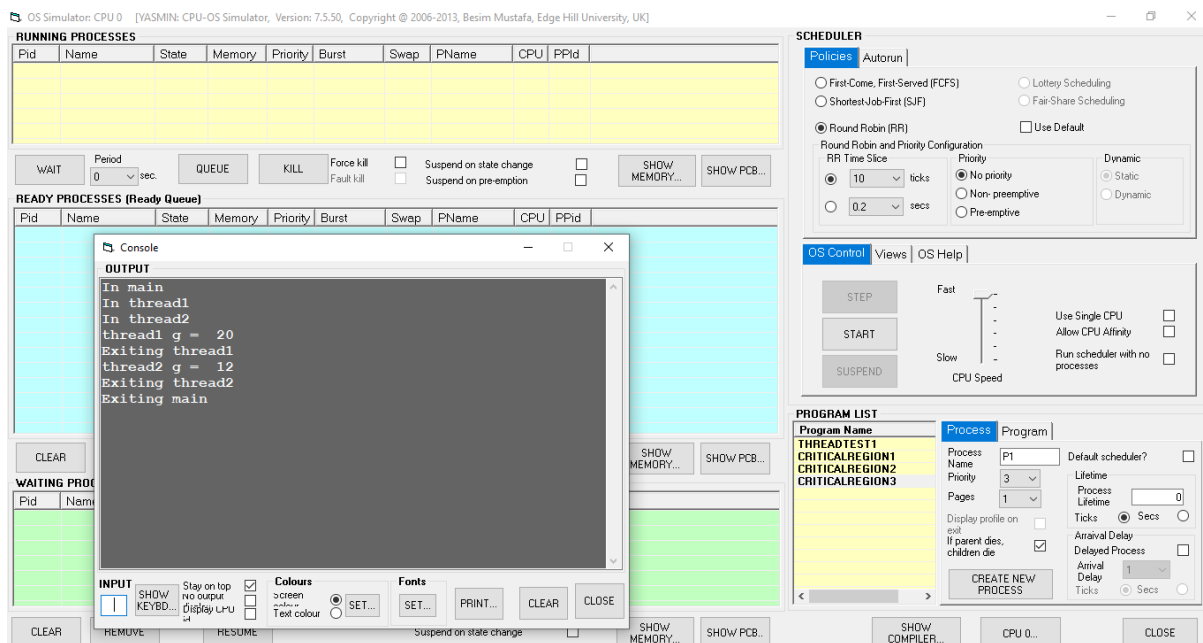 OS Simulator: CPU 0 [YASMIN: CPU-OS Simulator, Version: 7.5.50, Copyright @ 2006-2013, Besim Mustafa, Edge Hill University, UK]
RUNNING PROCESSES
Pid Name State Memory Priority Burst Swap PName CPU PPId
WAIT
Period
0 sec.
QUEUE
KILL
Force kill
Fault kill
Suspend on state change
Suspend on pre-emption
SHOW MEMORY...
SHOW PCB...
READY PROCESSES (Ready Queue)
Pid Name State Memory Priority Burst Swap PName CPU PPid
Console
OUTPUT
In main
In thread1
In thread2
thread1 g = 20
Exiting thread1
thread2 g = 12
Exiting thread2
Exiting main
INPUT
SHOW KEYBD...
Stay on top
Colours
Screen
Text colour
SET...
Fonts
SET...
PRINT...
CLEAR
CLOSE
CLEAR
SHOW MEMORY...
SHOW PCB...
WAITING PROC
Pid Name
CLEAR
REMOVE
RESUME
Suspend on state change
SHOW MEMORY...
SHOW PCB..
SCHEDULER
Policies Autorun
First-Come, First-Served (FCFS)
Lottery Scheduling
Shortest-Job-First (SJF)
Fair-Share Scheduling
Round Robin (RR)
Use Default
Round Robin and Priority Configuration
RR Time Slice
10 ticks
0.2 secs
Priority
No priority
Non- preemptive
Pre-emptive
Dynamic
Static
Dynamic
OS Control Views OS Help
STEP
START
SUSPEND
Fast
Slow
CPU Speed
Use Single CPU
Allow CPU Affinity
Run scheduler with no processes
PROGRAM LIST
Program Name
THREADTEST1
CRITICALREGION1
CRITICALREGION2
CRITICALREGION3
Process Program
Process Name P1
Priority 3
Pages 1
Display profile on exit
If parent dies, children die
CREATE NEW PROCESS
Default scheduler?
Lifetime
Process Lifetime 0
Ticks Secs
Arraival Delay
Delayed Process
Arrival Delay 1
Ticks Secs
SHOW COMPILER...
CPU 0...
CLOSE